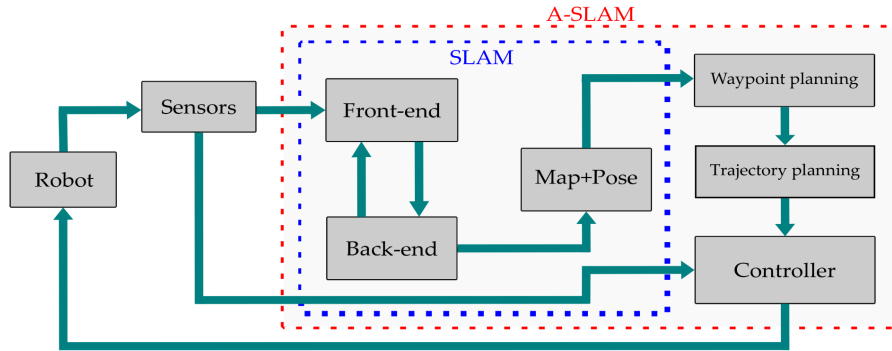 A-SLAM
SLAM
Waypoint planning
Sensors
Front-end
Trajectory planning
Robot
Map+Pose
Back-end
Controller